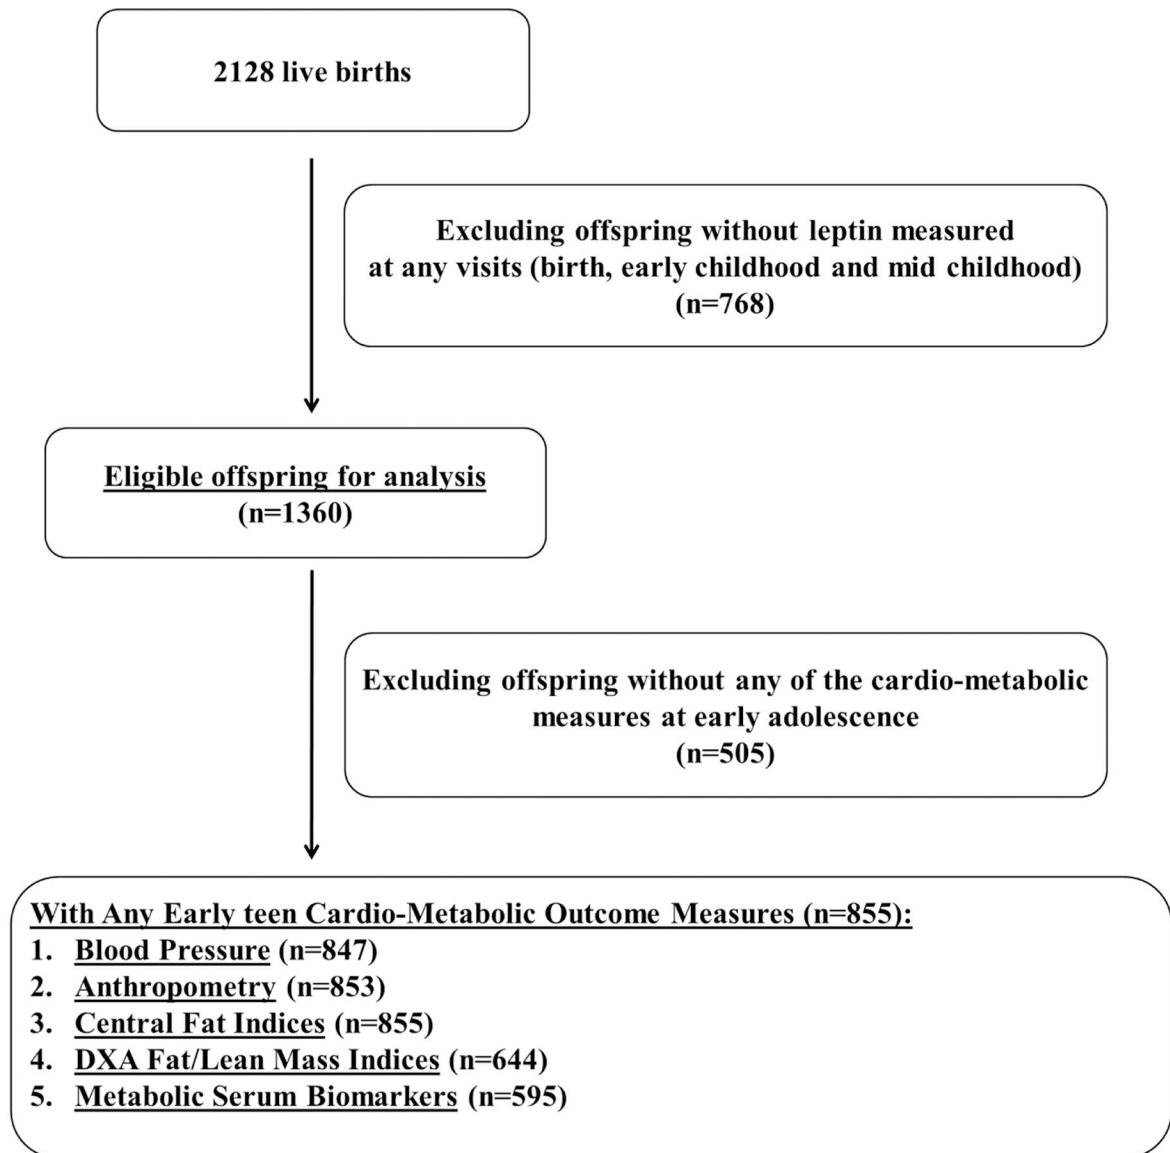 2128 live births
Excluding offspring without leptin measured
at any visits (birth, early childhood and mid childhood)
(n=768)
Eligible offspring for analysis
(n=1360)
Excluding offspring without any of the cardio-metabolic
measures at early adolescence
(n=505)
With Any Early teen Cardio-Metabolic Outcome Measures (n=855):
1. Blood Pressure (n=847)
2. Anthropometry (n=853)
3. Central Fat Indices (n=855)
4. DXA Fat/Lean Mass Indices (n=644)
5. Metabolic Serum Biomarkers (n=595)